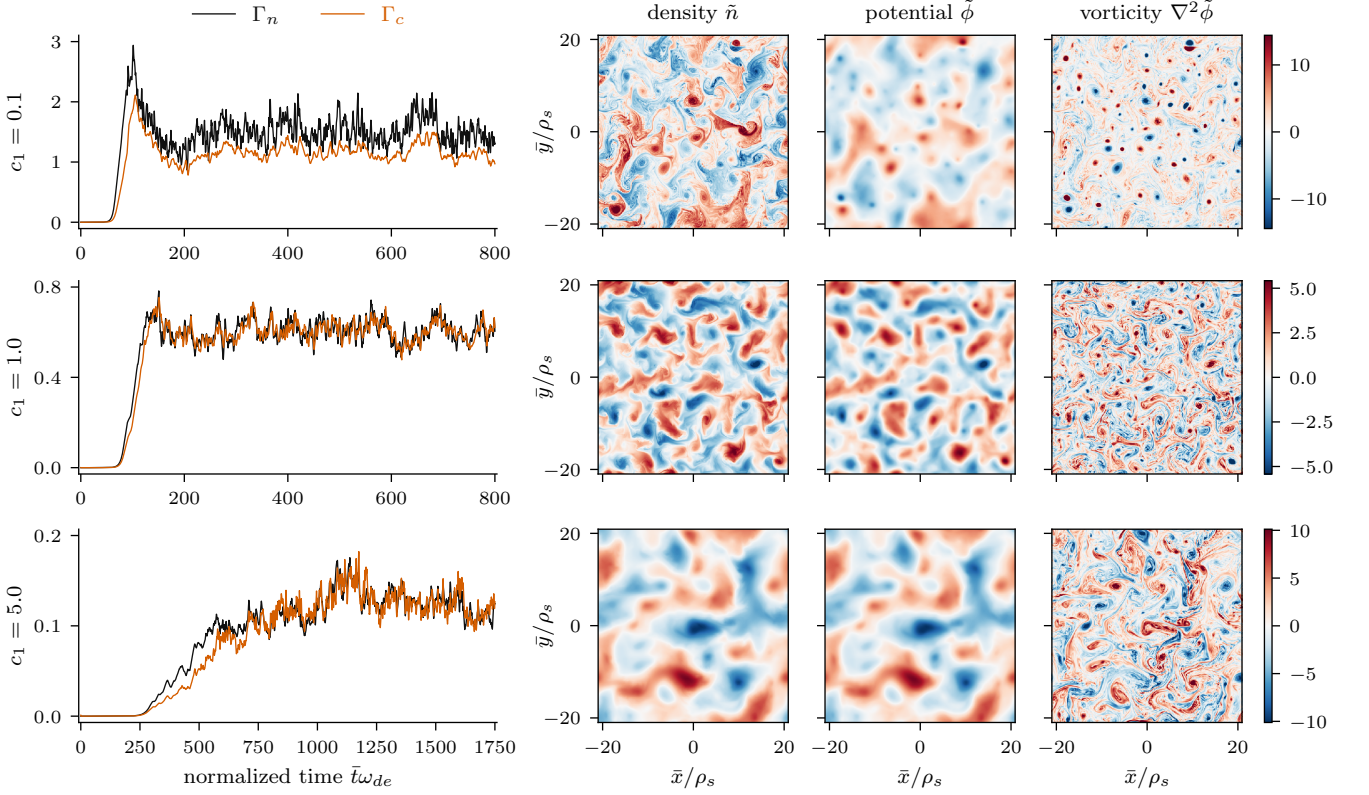 Γₙ Γ_c density ñ potential ϕ̃ vorticity ∇²ϕ̃
c₁ = 0.1
3
2
1
0
0 200 400 600 800
ȳ/ρₛ
20
0
−20
10
0
−10
c₁ = 1.0
0.8
0.4
0.0
0 200 400 600 800
ȳ/ρₛ
20
0
−20
5.0
2.5
0.0
−2.5
−5.0
c₁ = 5.0
0.2
0.1
0.0
0 250 500 750 1000 1250 1500 1750
normalized time t̄ω_de
ȳ/ρₛ
20
0
−20
−20 0 20
−20 0 20
−20 0 20
x̄/ρₛ x̄/ρₛ x̄/ρₛ
10
5
0
−5
−10